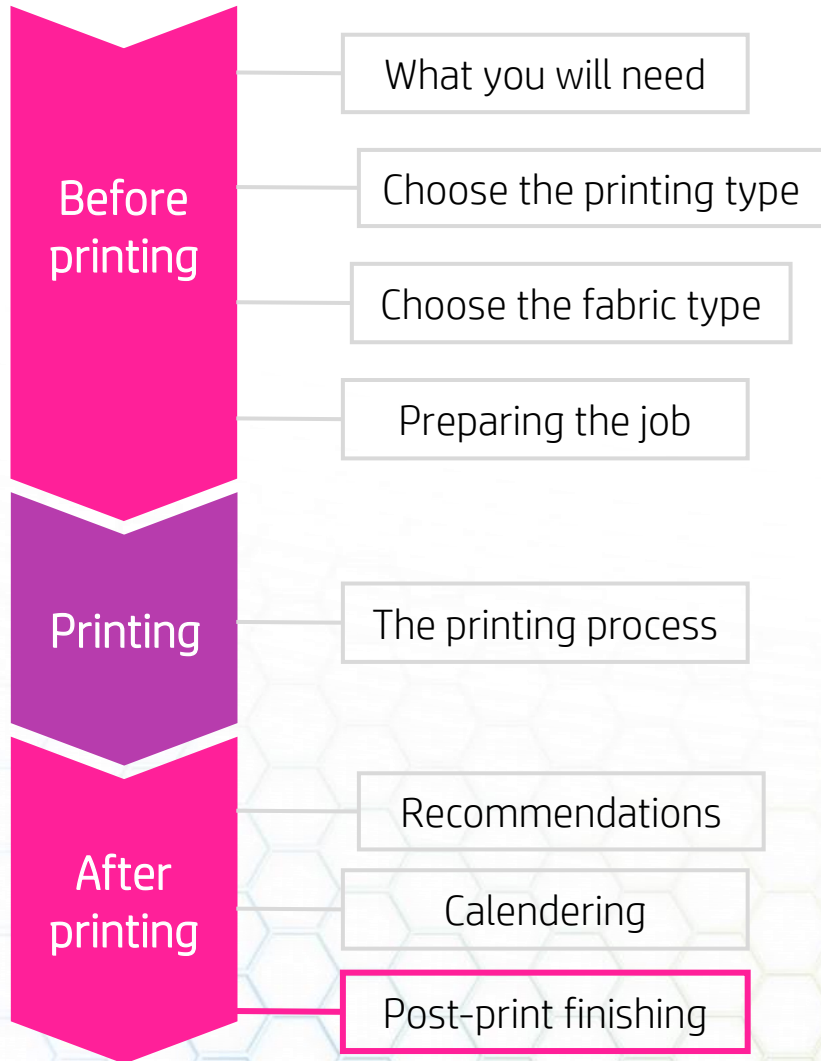 Before
printing
What you will need
Choose the printing type
Choose the fabric type
Preparing the job
Printing
The printing process
After
printing
Recommendations
Calendering
Post-print finishing